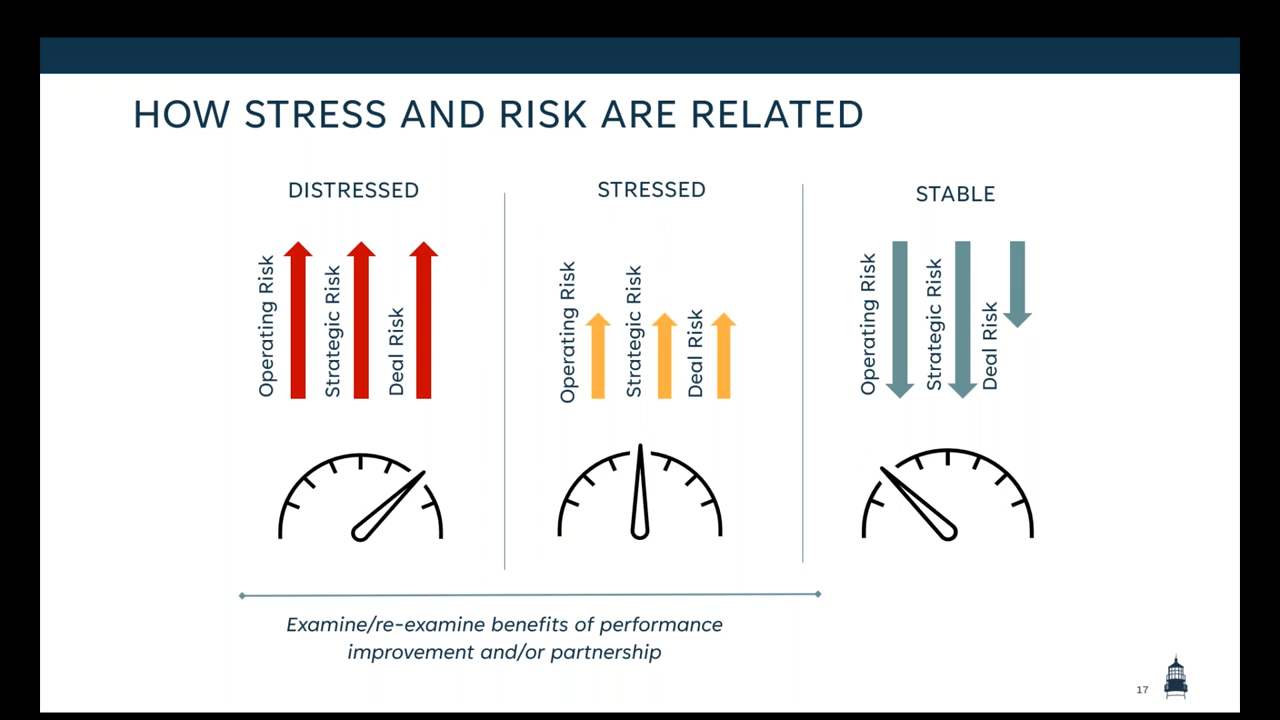 HOW STRESS AND RISK ARE RELATED
DISTRESSED
Operating Risk
Strategic Risk
Deal Risk
STRESSED
Operating Risk
Strategic Risk
Deal Risk
STABLE
Operating Risk
Strategic Risk
Deal Risk
Examine/re-examine benefits of performance
improvement and/or partnership
17